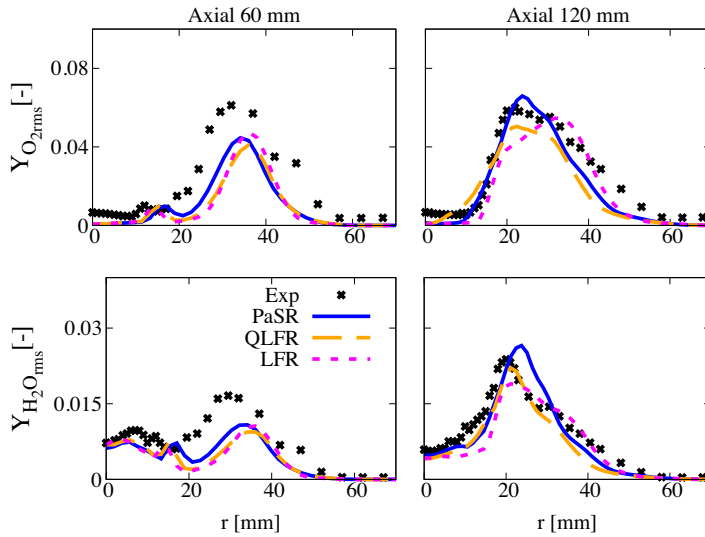 Axial 60 mm Axial 120 mm
Y_O2rms[-]
0.08
0.04
0
0 20 40 60
0 20 40 60
Y_H2Orms[-]
0.03
0.015
0
Exp
PaSR
QLFR
LFR
0 20 40 60
0 20 40 60
r [mm] r [mm]